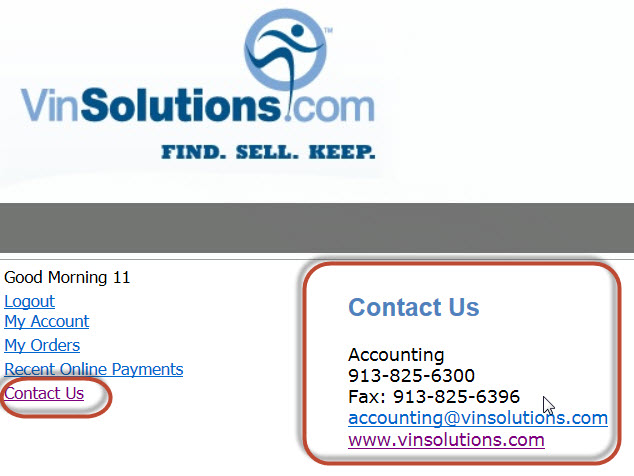 VinSolutions.com
TM
FIND. SELL. KEEP.
Good Morning 11
Logout
My Account
My Orders
Recent Online Payments
Contact Us
Contact Us
Accounting
913-825-6300
Fax: 913-825-6396
accounting@vinsolutions.com
www.vinsolutions.com